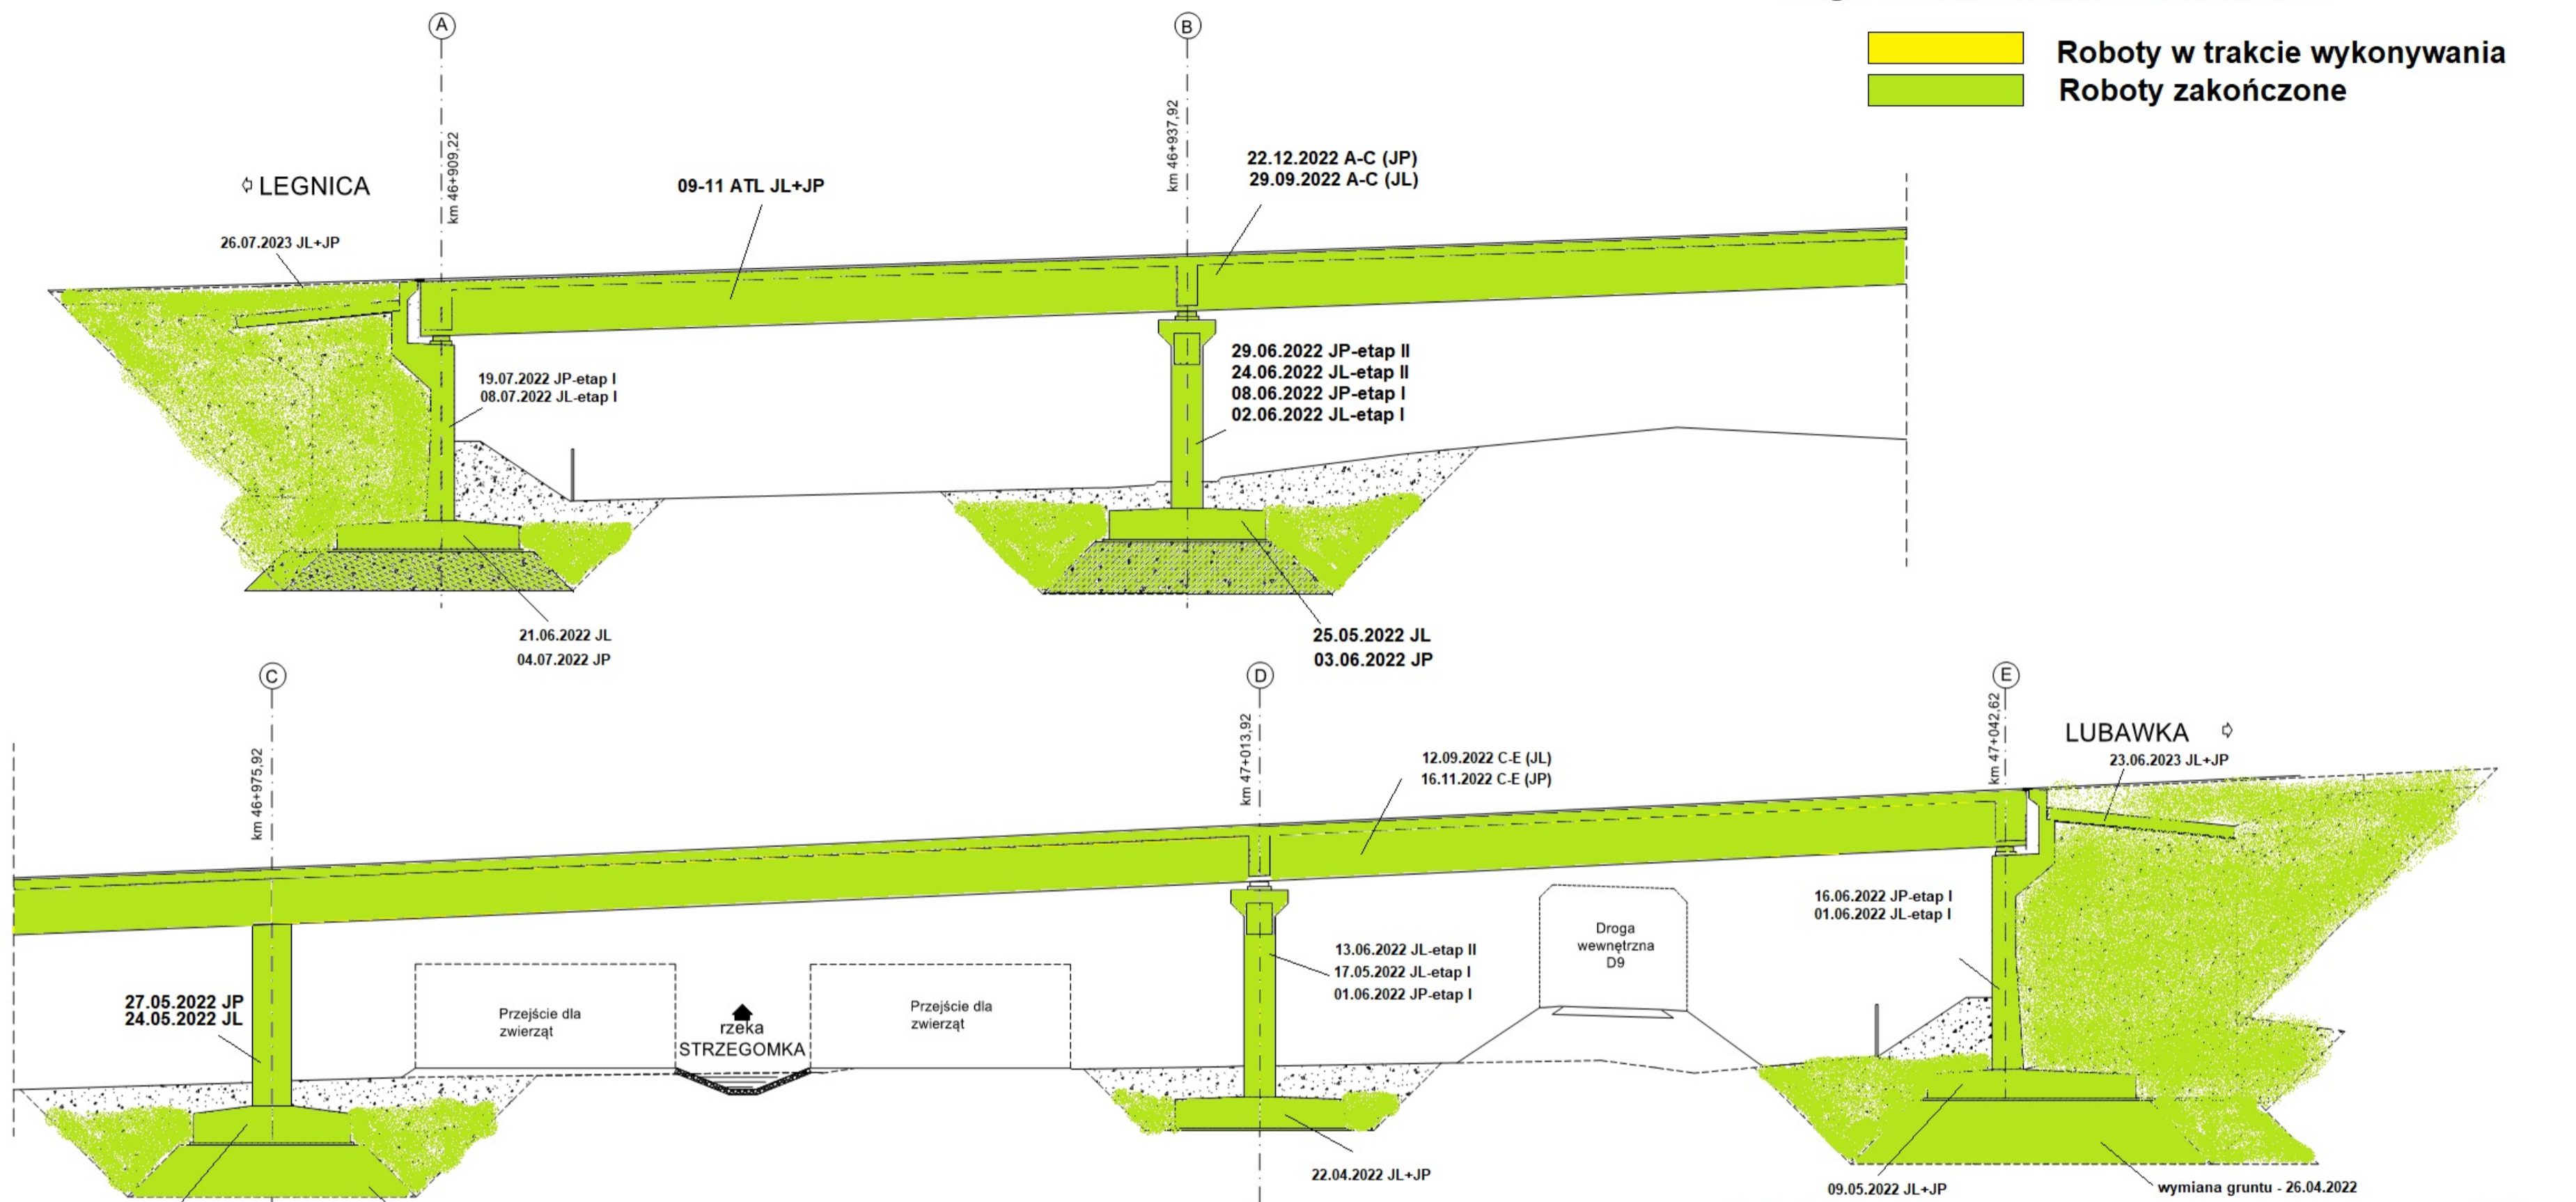 Roboty w trakcie wykonywania
Roboty zakończone
A
B
km 46+909,22
km 46+937,92
LEGNICA
09-11 ATL JL+JP
22.12.2022 A-C (JP)
29.09.2022 A-C (JL)
26.07.2023 JL+JP
19.07.2022 JP-etap I
08.07.2022 JL-etap I
29.06.2022 JP-etap II
24.06.2022 JL-etap II
08.06.2022 JP-etap I
02.06.2022 JL-etap I
21.06.2022 JL
04.07.2022 JP
25.05.2022 JL
03.06.2022 JP
C
D
E
km 46+975,92
km 47+013,92
km 47+042,62
LUBAWKA
23.06.2023 JL+JP
12.09.2022 C-E (JL)
16.11.2022 C-E (JP)
16.06.2022 JP-etap I
01.06.2022 JL-etap I
Droga
wewnętrzna
D9
13.06.2022 JL-etap II
17.05.2022 JL-etap I
01.06.2022 JP-etap I
27.05.2022 JP
24.05.2022 JL
Przejście dla
zwierząt
rzeka
STRZEGOMKA
Przejście dla
zwierząt
22.04.2022 JL+JP
09.05.2022 JL+JP
wymiana gruntu - 26.04.2022